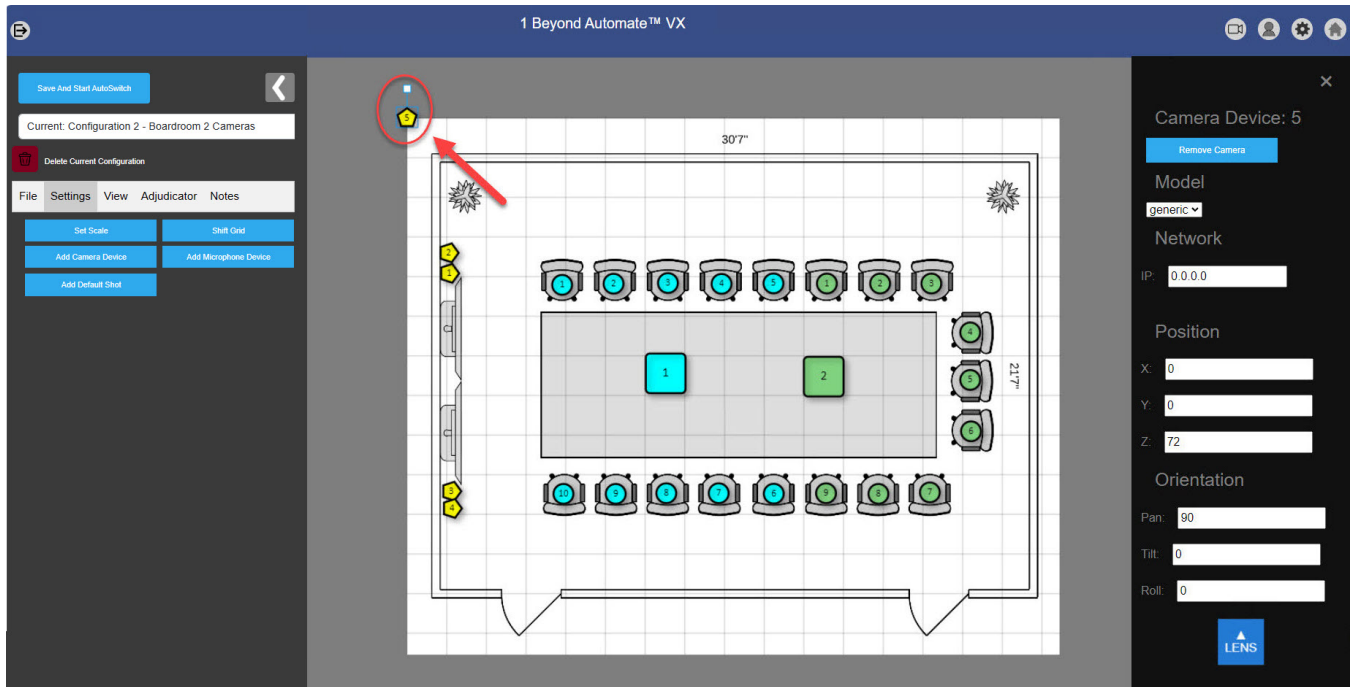 1 Beyond Automate™ VX
Save And Start AutoSwitch
Current: Configuration 2 - Boardroom 2 Cameras
Delete Current Configuration
File Settings View Adjudicator Notes
Set Scale Shift Grid
Add Camera Device Add Microphone Device
Add Default Shot
5
30'7"
2
1
1 2 3 4 5 1 2 3
4
1 2
5
21'7"
6
3
4
10 9 8 7 6 9 8 7
Camera Device: 5
Remove Camera
Model
generic
Network
IP: 0.0.0.0
Position
X: 0
Y: 0
Z: 72
Orientation
Pan: 90
Tilt: 0
Roll: 0
LENS